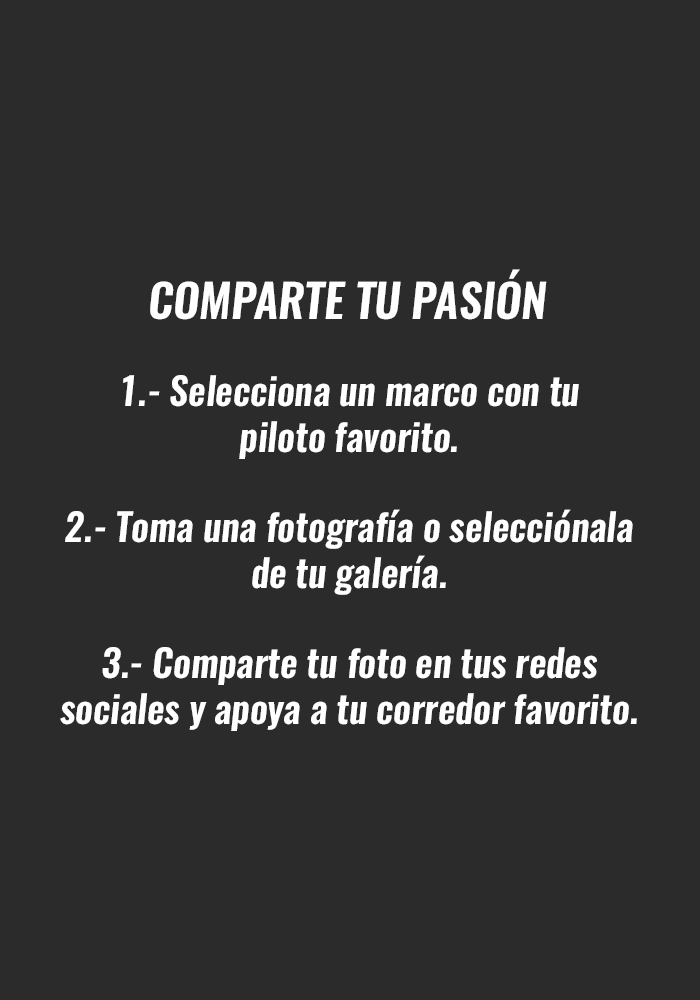 COMPARTE TU PASIÓN
1.- Selecciona un marco con tu
piloto favorito.
2.- Toma una fotografía o selecciónala
de tu galería.
3.- Comparte tu foto en tus redes
sociales y apoya a tu corredor favorito.